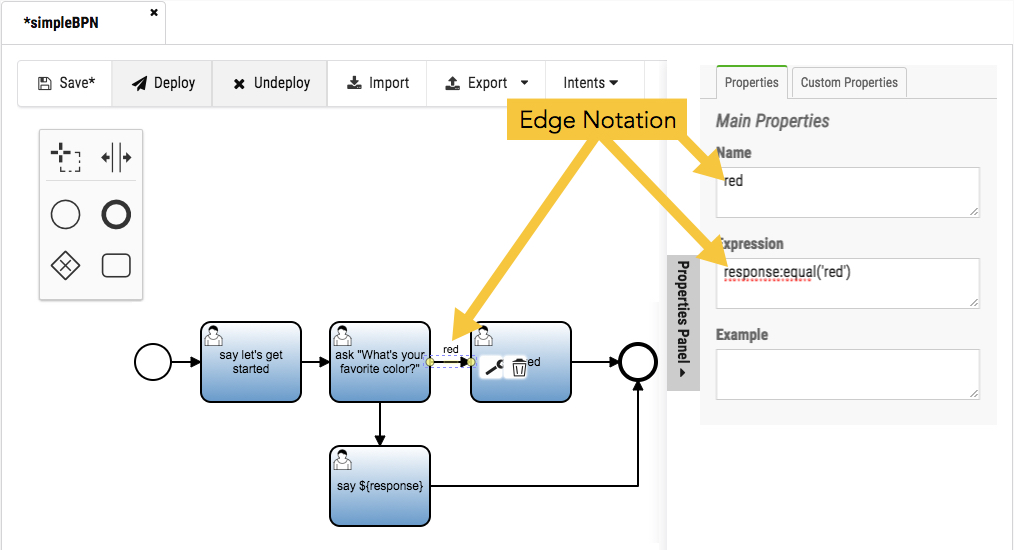 *simpleBPN
Save*
Deploy
Undeploy
Import
Export
Intents
Properties
Custom Properties
Edge Notation
Main Properties
Name
red
Expression
response:equal('red')
Properties Panel
Example
say let's get
started
ask "What's your
favorite color?"
red
ed
say ${response}